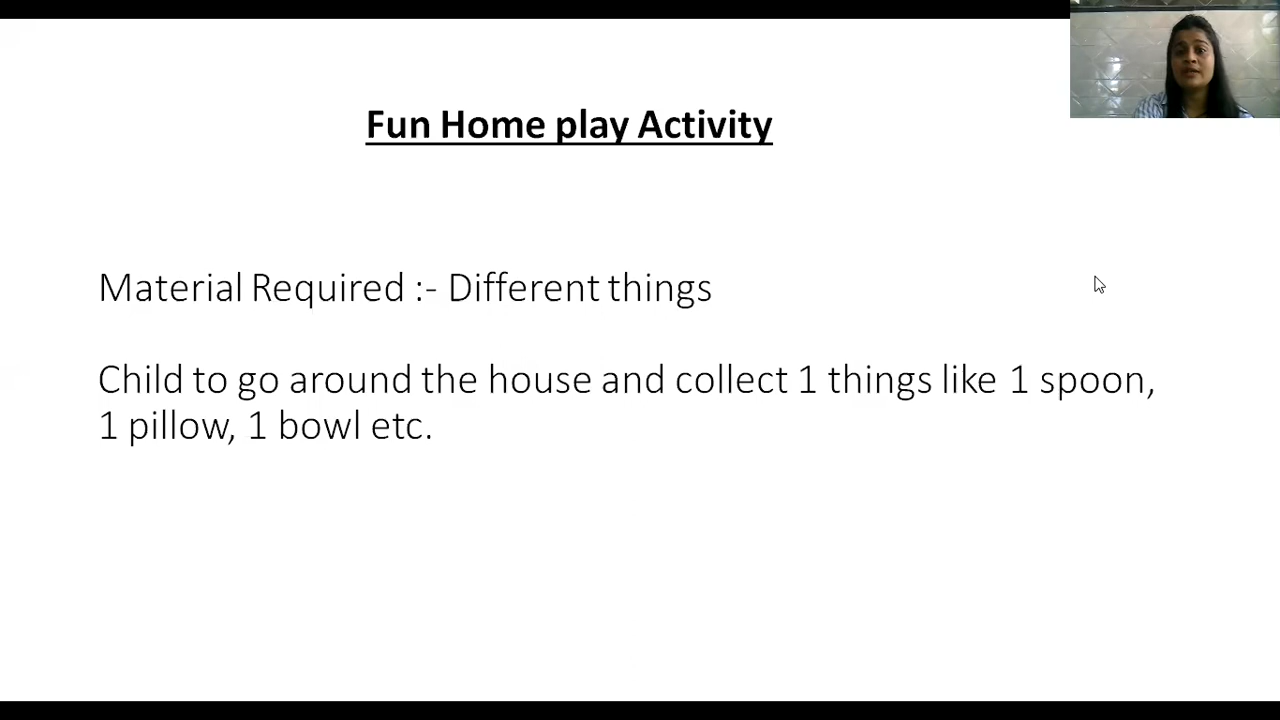 Fun Home play Activity
Material Required :- Different things
Child to go around the house and collect 1 things like 1 spoon,
1 pillow, 1 bowl etc.